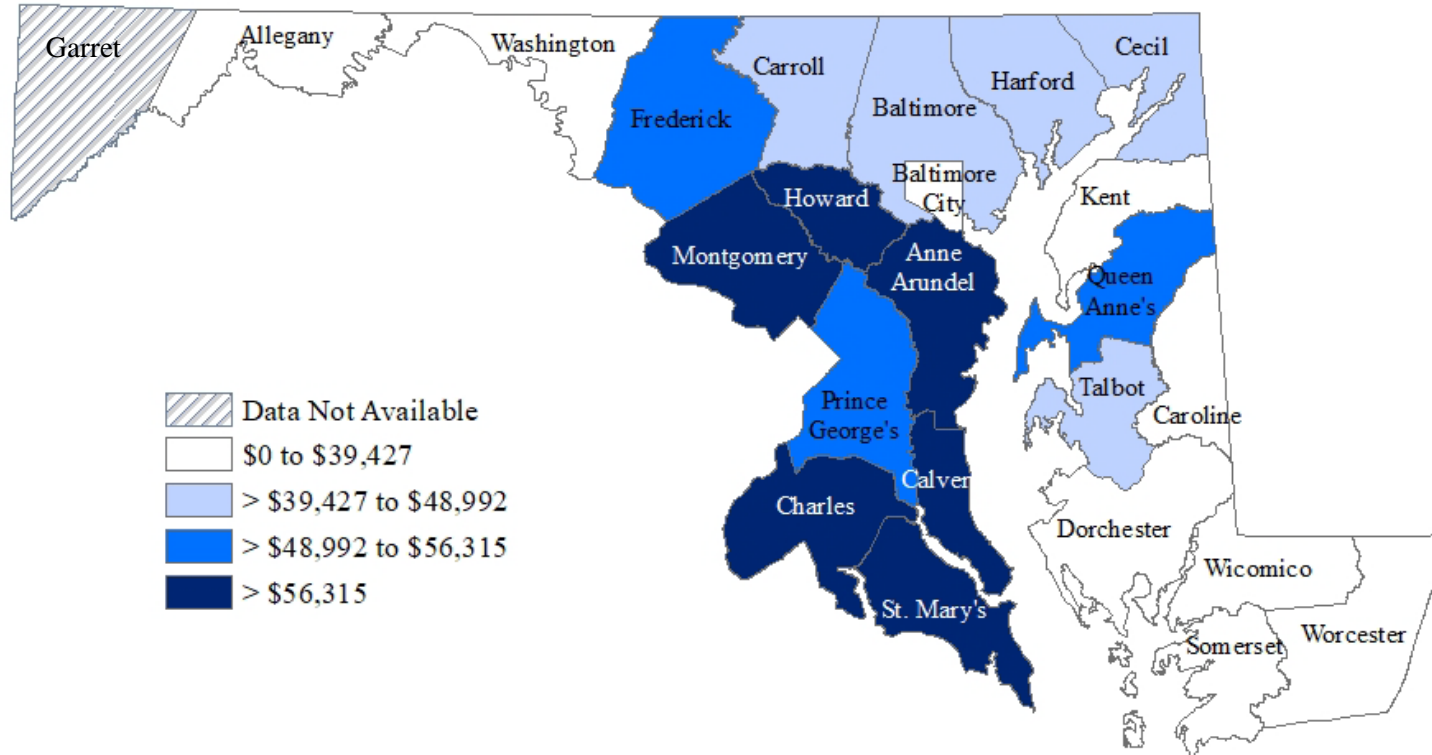 Garret
Allegany
Washington
Frederick
Carroll
Baltimore
Harford
Cecil
Baltimore
City
Kent
Howard
Montgomery
Anne
Arundel
Queen
Anne's
Prince
George's
Talbot
Caroline
Calver
Charles
Dorchester
St. Mary's
Wicomico
Somerset
Worcester
Data Not Available
$0 to $39,427
> $39,427 to $48,992
> $48,992 to $56,315
> $56,315